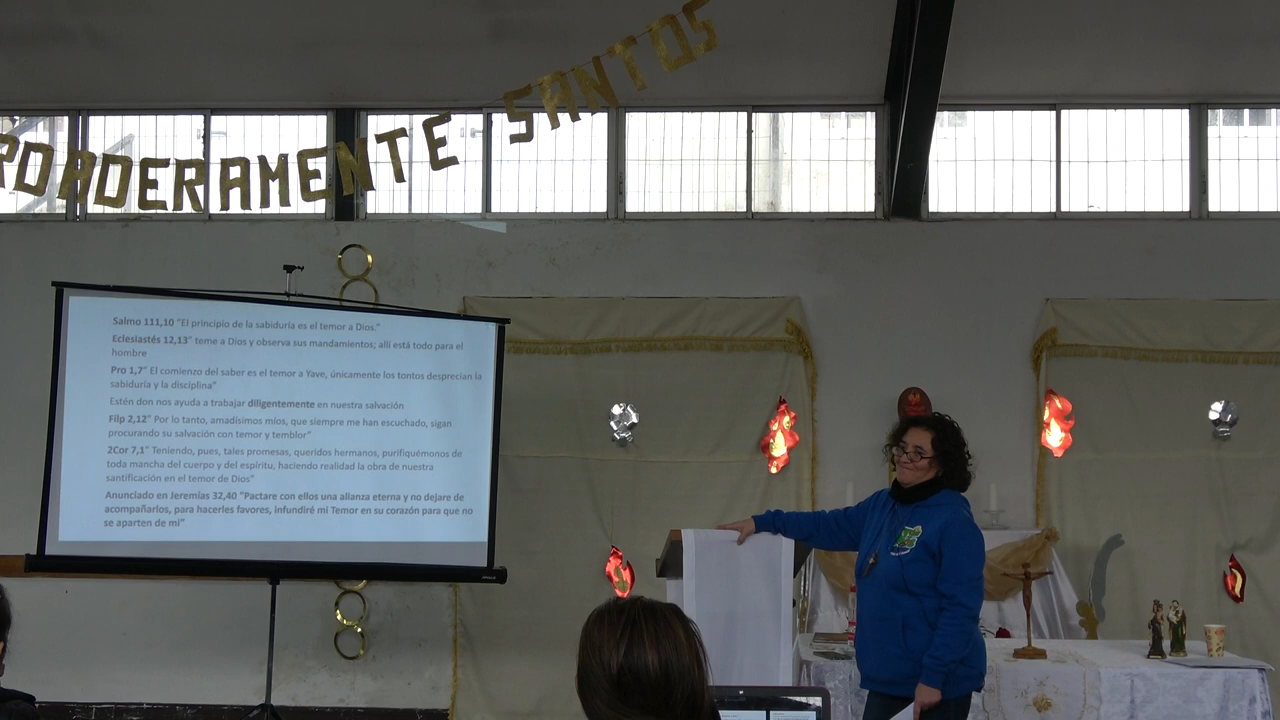 SANTOS
RDADERAMENTE
Salmo 111,10 "El principio de la sabiduría es el temor a Dios."
Eclesiastés 12,13" teme a Dios y observa sus mandamientos; allí está todo para el
hombre
Pro 1,7" El comienzo del saber es el temor a Yave, únicamente los tontos desprecian la
sabiduría y la disciplina"
Estén don nos ayuda a trabajar diligentemente en nuestra salvación
Filp 2,12" Por lo tanto, amadísimos míos, que siempre me han escuchado, sigan
procurando su salvación con temor y temblor"
2Cor 7,1" Teniendo, pues, tales promesas, queridos hermanos, purifiquémonos de
toda mancha del cuerpo y del espíritu, haciendo realidad la obra de nuestra
santificación en el temor de Dios"
Anunciado en Jeremías 32,40 "Pactare con ellos una alianza eterna y no dejare de
acompañarlos, para hacerles favores, infundiré mi Temor en su corazón para que no
se aparten de mi"